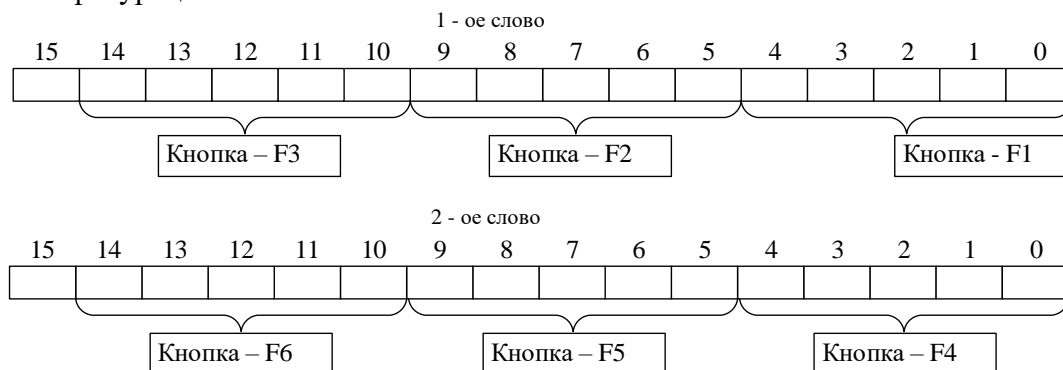 1 - ое слово
15 14 13 12 11 10 9 8 7 6 5 4 3 2 1 0
Кнопка – F3 Кнопка – F2 Кнопка - F1
2 - ое слово
15 14 13 12 11 10 9 8 7 6 5 4 3 2 1 0
Кнопка – F6 Кнопка – F5 Кнопка – F4